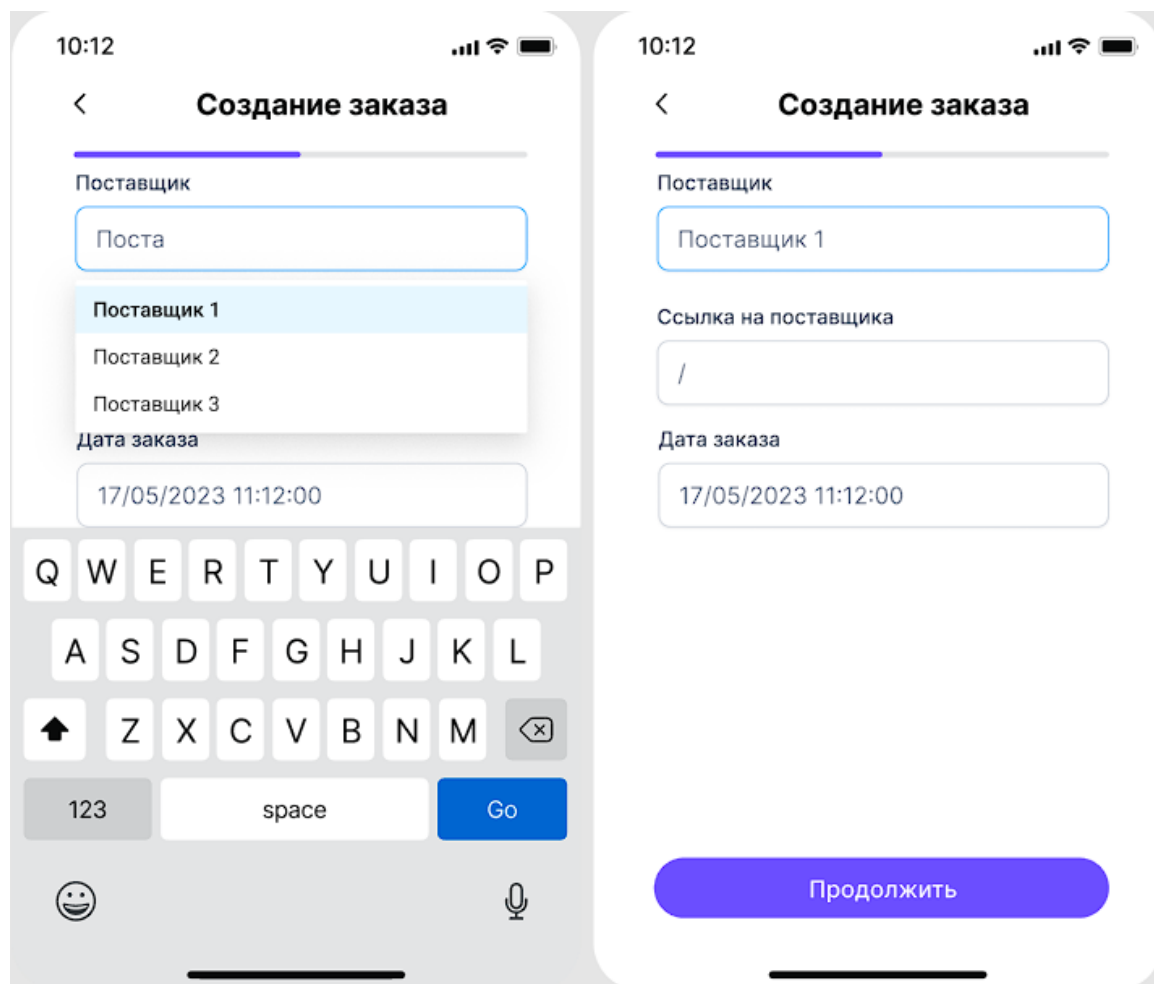 10:12
Создание заказа
Поставщик
Поста
Поставщик 1
Поставщик 2
Поставщик 3
Дата заказа
17/05/2023 11:12:00
Q W E R T Y U I O P
A S D F G H J K L
Z X C V B N M
123 space Go
10:12
Создание заказа
Поставщик
Поставщик 1
Ссылка на поставщика
/
Дата заказа
17/05/2023 11:12:00
Продолжить